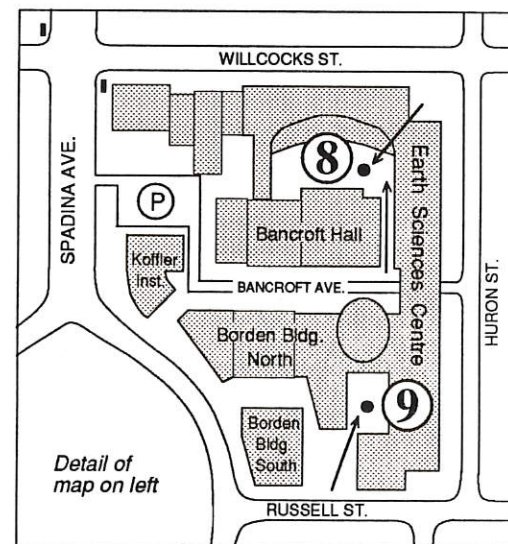 WILLCOCKS ST.
SPADINA AVE.
8
Earth Sciences Centre
P
Bancroft Hall
Koffler
Inst.
BANCROFT AVE.
HURON ST.
Borden Bldg.
North
9
Borden
Bldg
South
Detail of
map on left
RUSSELL ST.